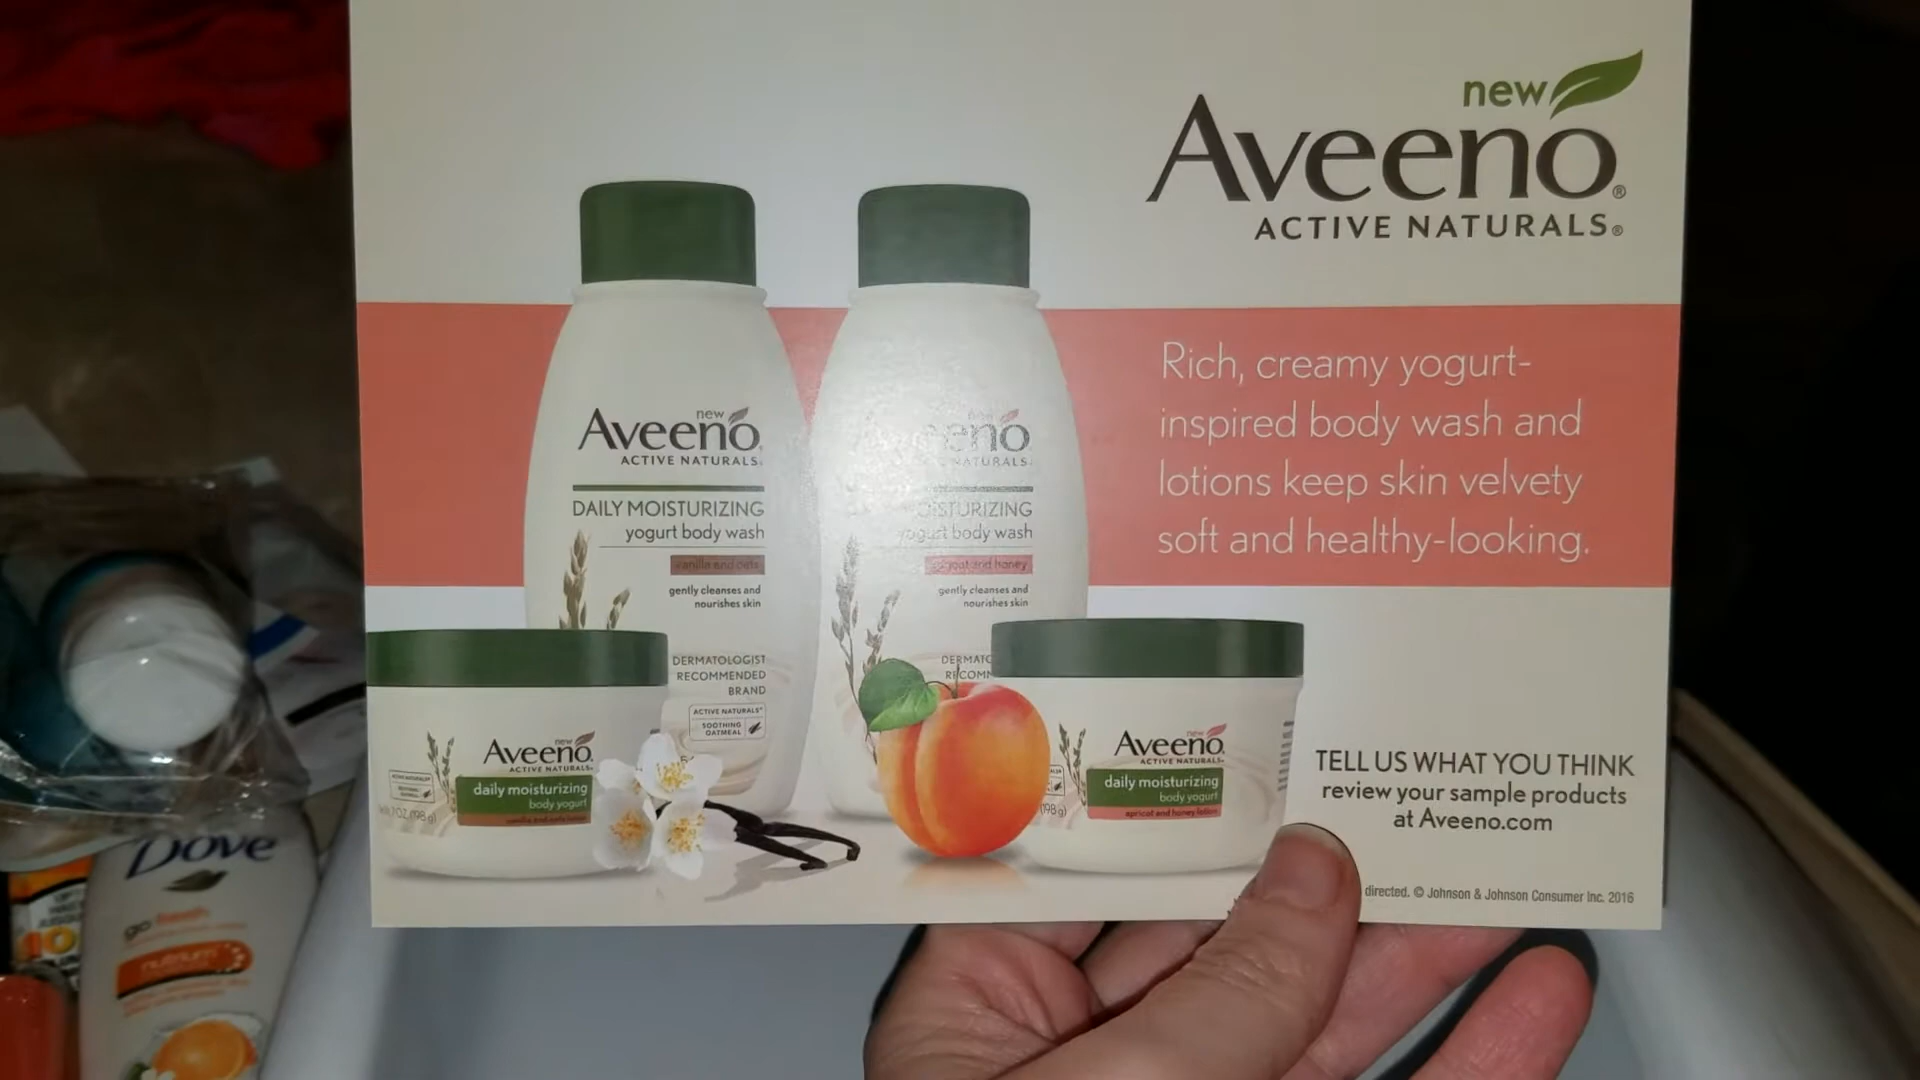 new
Aveeno®
ACTIVE NATURALS®
Rich, creamy yogurt-
inspired body wash and
lotions keep skin velvety
soft and healthy-looking.
TELL US WHAT YOU THINK
review your sample products
at Aveeno.com
directed. © Johnson & Johnson Consumer Inc. 2016
new
Aveeno
ACTIVE NATURALS®
DAILY MOISTURIZING
yogurt body wash
vanilla and oats
gently cleanses and
nourishes skin
DERMATOLOGIST
RECOMMENDED
BRAND
ACTIVE NATURALS®
SOOTHING
OATMEAL
new
eeno
NATURALS
OISTURIZING
yogurt body wash
apricot and honey
gently cleanses and
nourishes skin
DERMATO
RECOMM
new
Aveeno
ACTIVE NATURALS®
daily moisturizing
body yogurt
vanilla and oats lotion
7 OZ (198 g)
new
Aveeno
ACTIVE NATURALS®
daily moisturizing
body yogurt
apricot and honey lotion
(198 g)
Dove
go fresh
nutrium